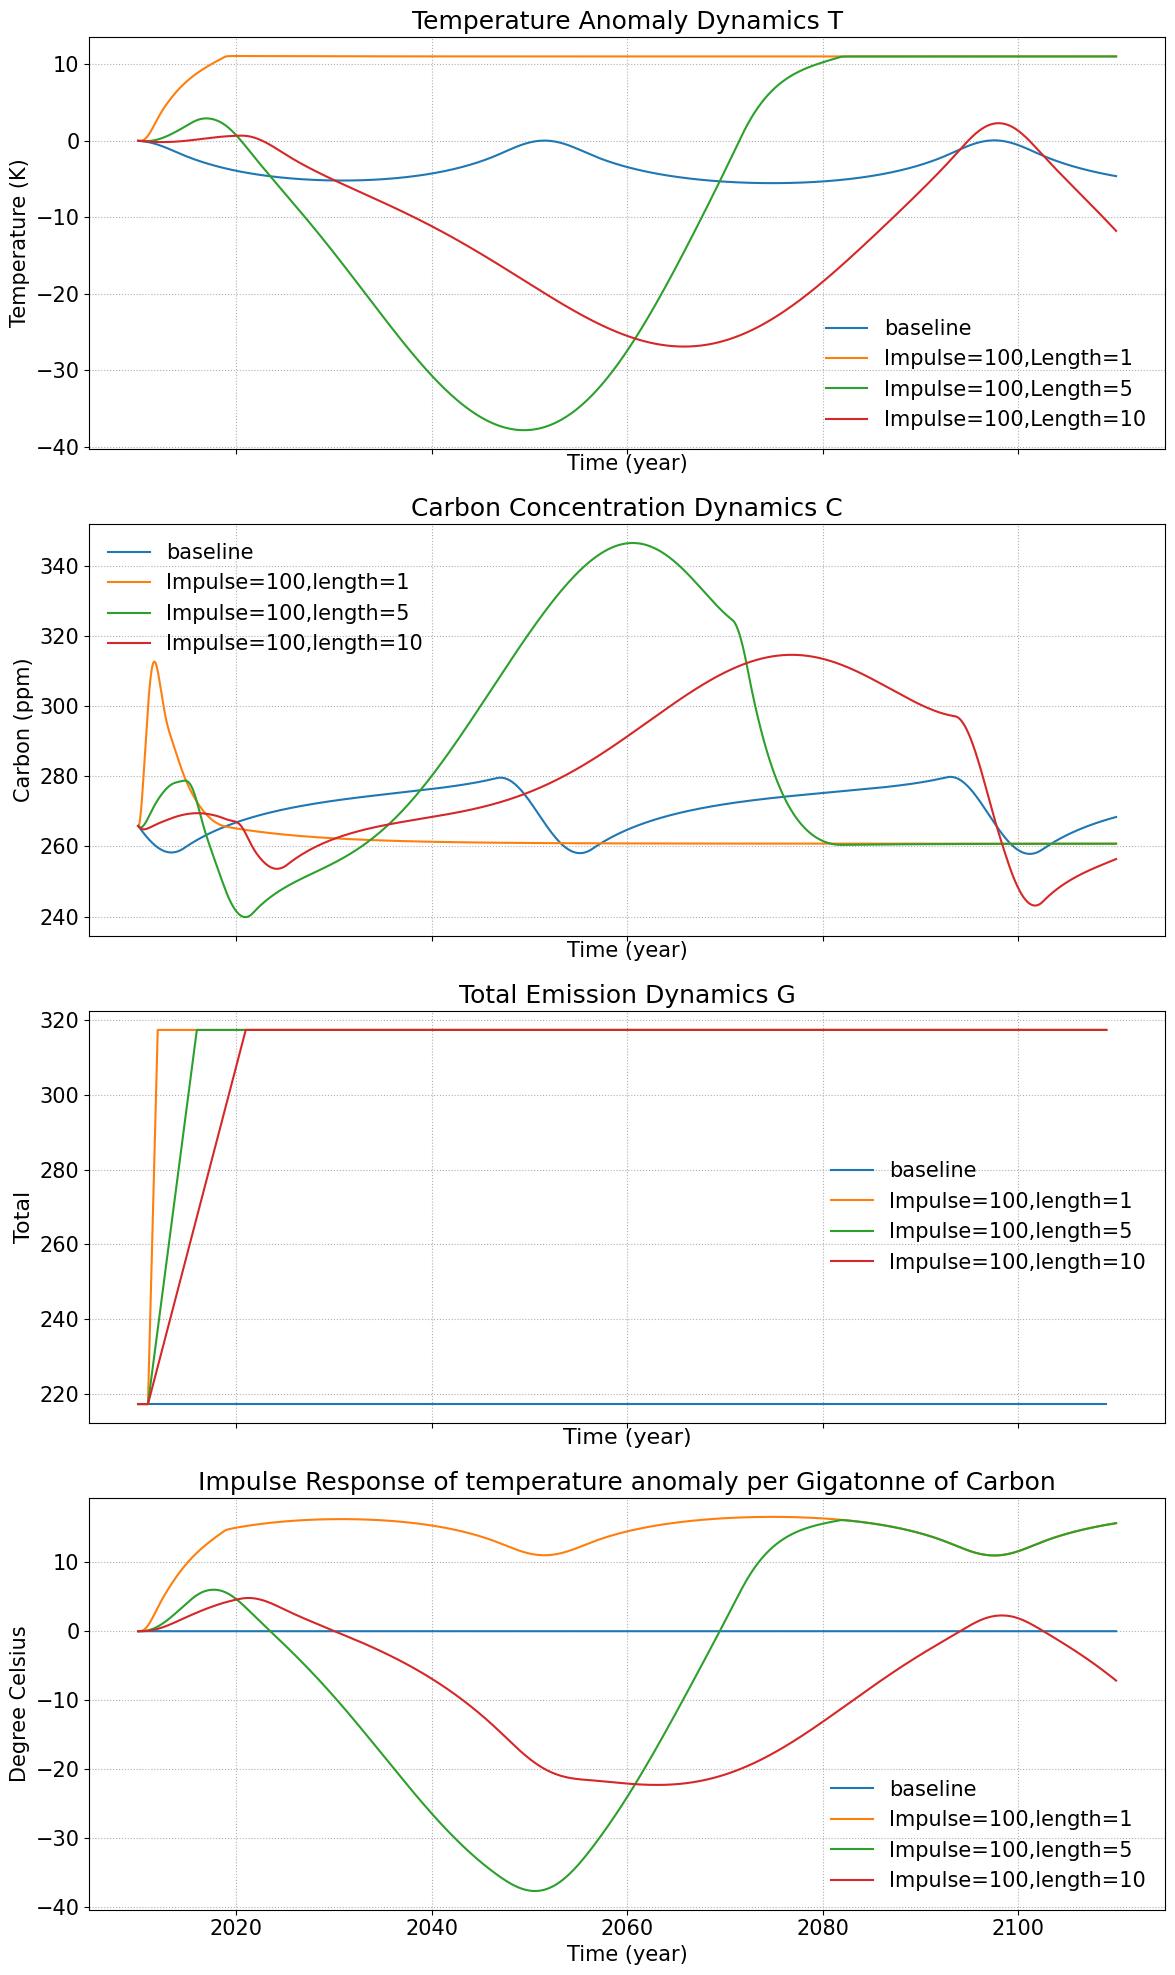 Temperature Anomaly Dynamics T
10
0
−10
−20
−30
−40
Temperature (K)
baseline
Impulse=100,Length=1
Impulse=100,Length=5
Impulse=100,Length=10
Time (year)
Carbon Concentration Dynamics C
340
320
300
280
260
240
Carbon (ppm)
baseline
Impulse=100,length=1
Impulse=100,length=5
Impulse=100,length=10
Time (year)
Total Emission Dynamics G
320
300
280
260
240
220
Total
baseline
Impulse=100,length=1
Impulse=100,length=5
Impulse=100,length=10
Time (year)
Impulse Response of temperature anomaly per Gigatonne of Carbon
10
0
−10
−20
−30
−40
Degree Celsius
baseline
Impulse=100,length=1
Impulse=100,length=5
Impulse=100,length=10
2020 2040 2060 2080 2100
Time (year)